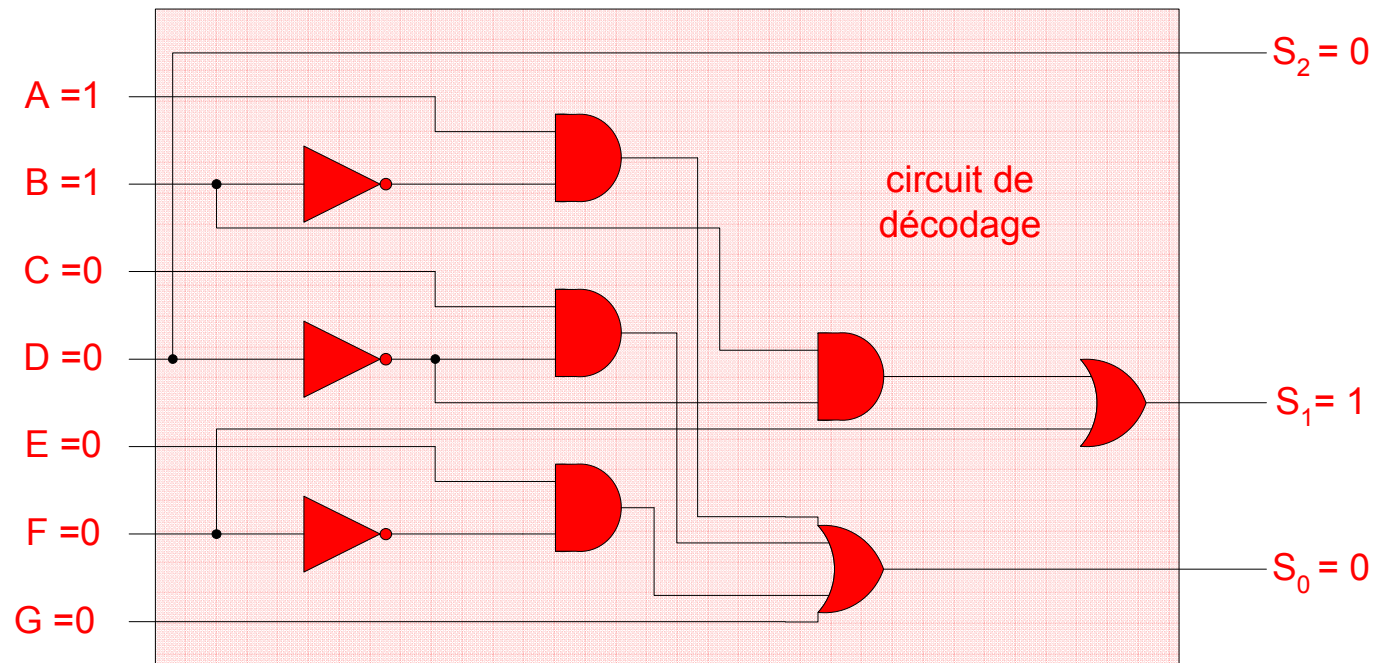 S₂ = 0
A =1
B =1
circuit de
décodage
C =0
D =0
S₁= 1
E =0
F =0
S₀ = 0
G =0